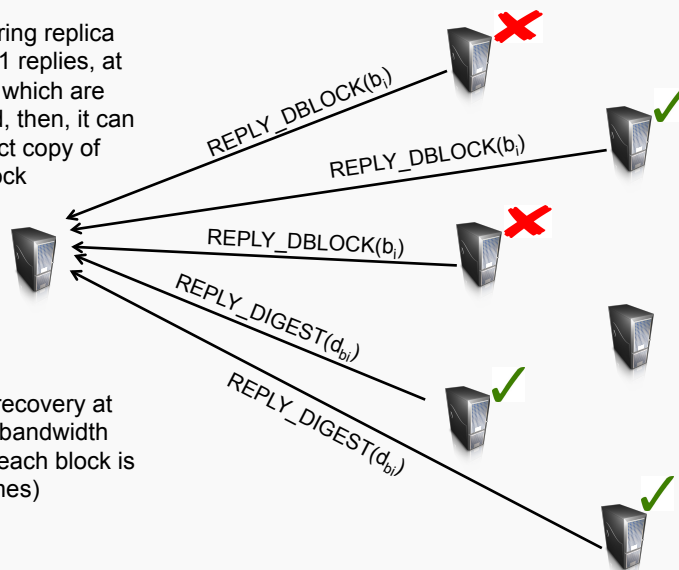 ring replica
1 replies, at
which are
l, then, it can
ct copy of
ock
REPLY_DBLOCK(bi)
REPLY_DBLOCK(bi)
REPLY_DBLOCK(bi)
REPLY_DIGEST(dbi)
REPLY_DIGEST(dbi)
recovery at
bandwidth
each block is
nes)